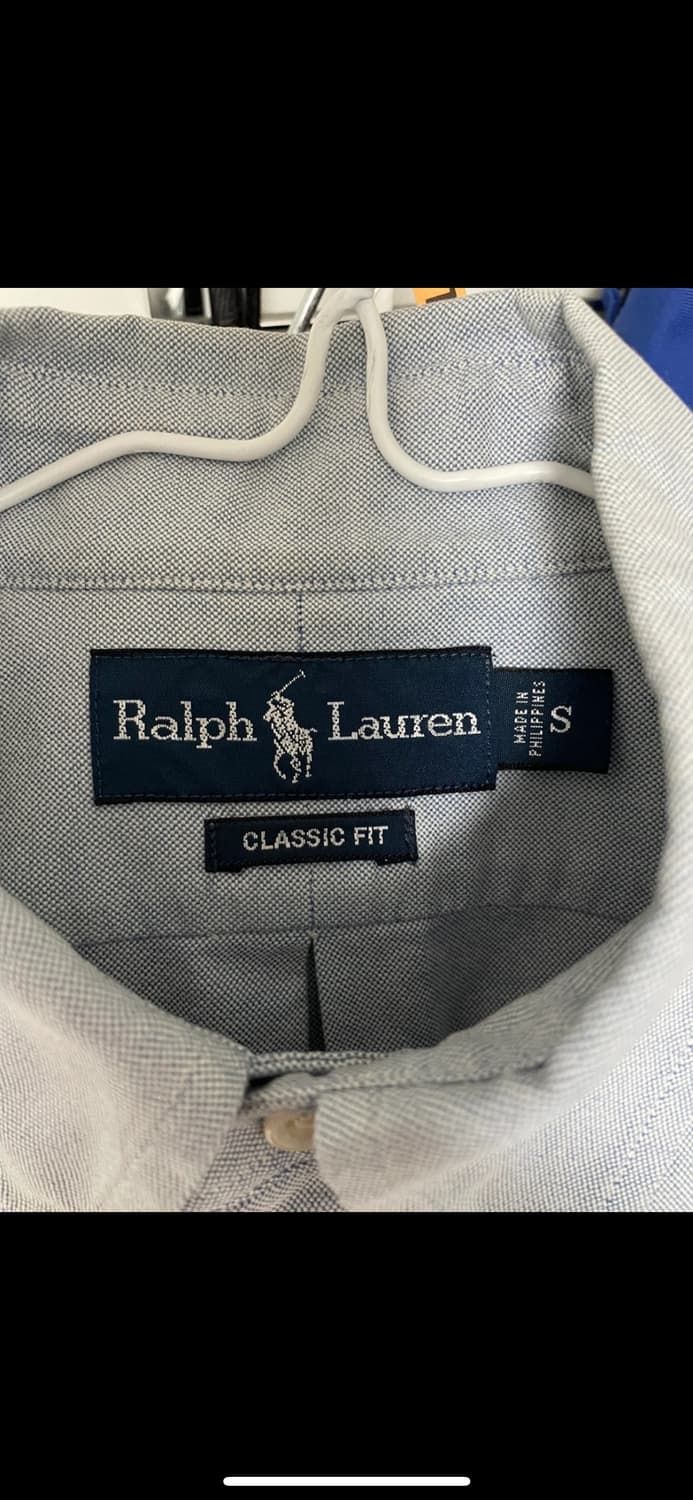 Ralph Lauren
MADE IN
PHILIPPINES
S
CLASSIC FIT